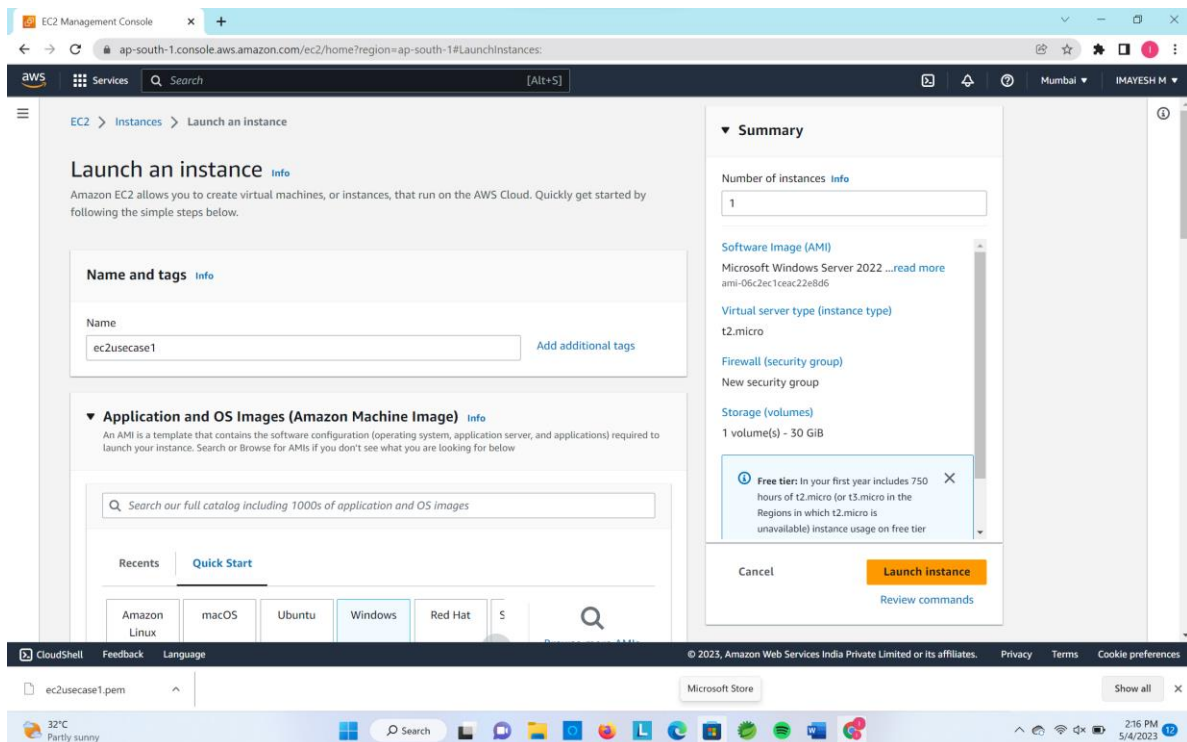 EC2 Management Console
ap-south-1.console.aws.amazon.com/ec2/home?region=ap-south-1#LaunchInstances:
aws
Services
Search
[Alt+S]
Mumbai
IMAYESH M
EC2 > Instances > Launch an instance
Launch an instance Info
Amazon EC2 allows you to create virtual machines, or instances, that run on the AWS Cloud. Quickly get started by
following the simple steps below.
Name and tags Info
Name
ec2usecase1
Add additional tags
Application and OS Images (Amazon Machine Image) Info
An AMI is a template that contains the software configuration (operating system, application server, and applications) required to
launch your instance. Search or Browse for AMIs if you don't see what you are looking for below
Search our full catalog including 1000s of application and OS images
Recents
Quick Start
Amazon
Linux
macOS
Ubuntu
Windows
Red Hat
S
Summary
Number of instances Info
1
Software Image (AMI)
Microsoft Windows Server 2022 ...read more
ami-06c2ec1ceac22e8d6
Virtual server type (instance type)
t2.micro
Firewall (security group)
New security group
Storage (volumes)
1 volume(s) - 30 GiB
Free tier: In your first year includes 750
hours of t2.micro (or t3.micro in the
Regions in which t2.micro is
unavailable) instance usage on free tier
Cancel
Launch instance
Review commands
CloudShell
Feedback
Language
© 2023, Amazon Web Services India Private Limited or its affiliates.
Privacy
Terms
Cookie preferences
ec2usecase1.pem
Microsoft Store
Show all
32°C
Partly sunny
Search
2:16 PM
5/4/2023
12